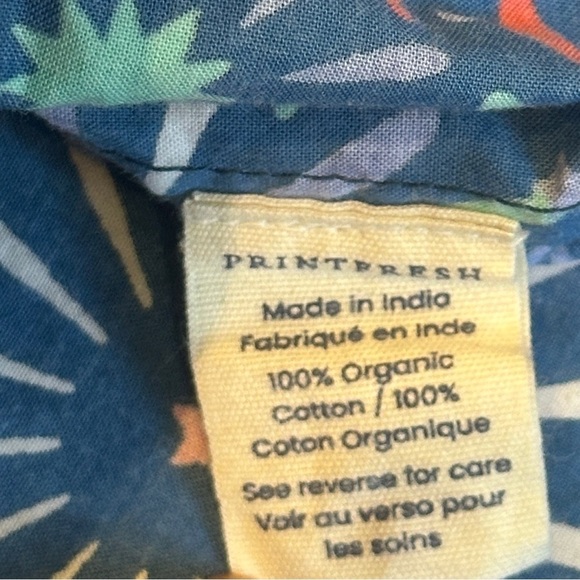 PRINTFRESH
Made in India
Fabriqué en Inde
100% Organic
Cotton / 100%
Coton Organique
See reverse for care
Voir au verso pour
les soins